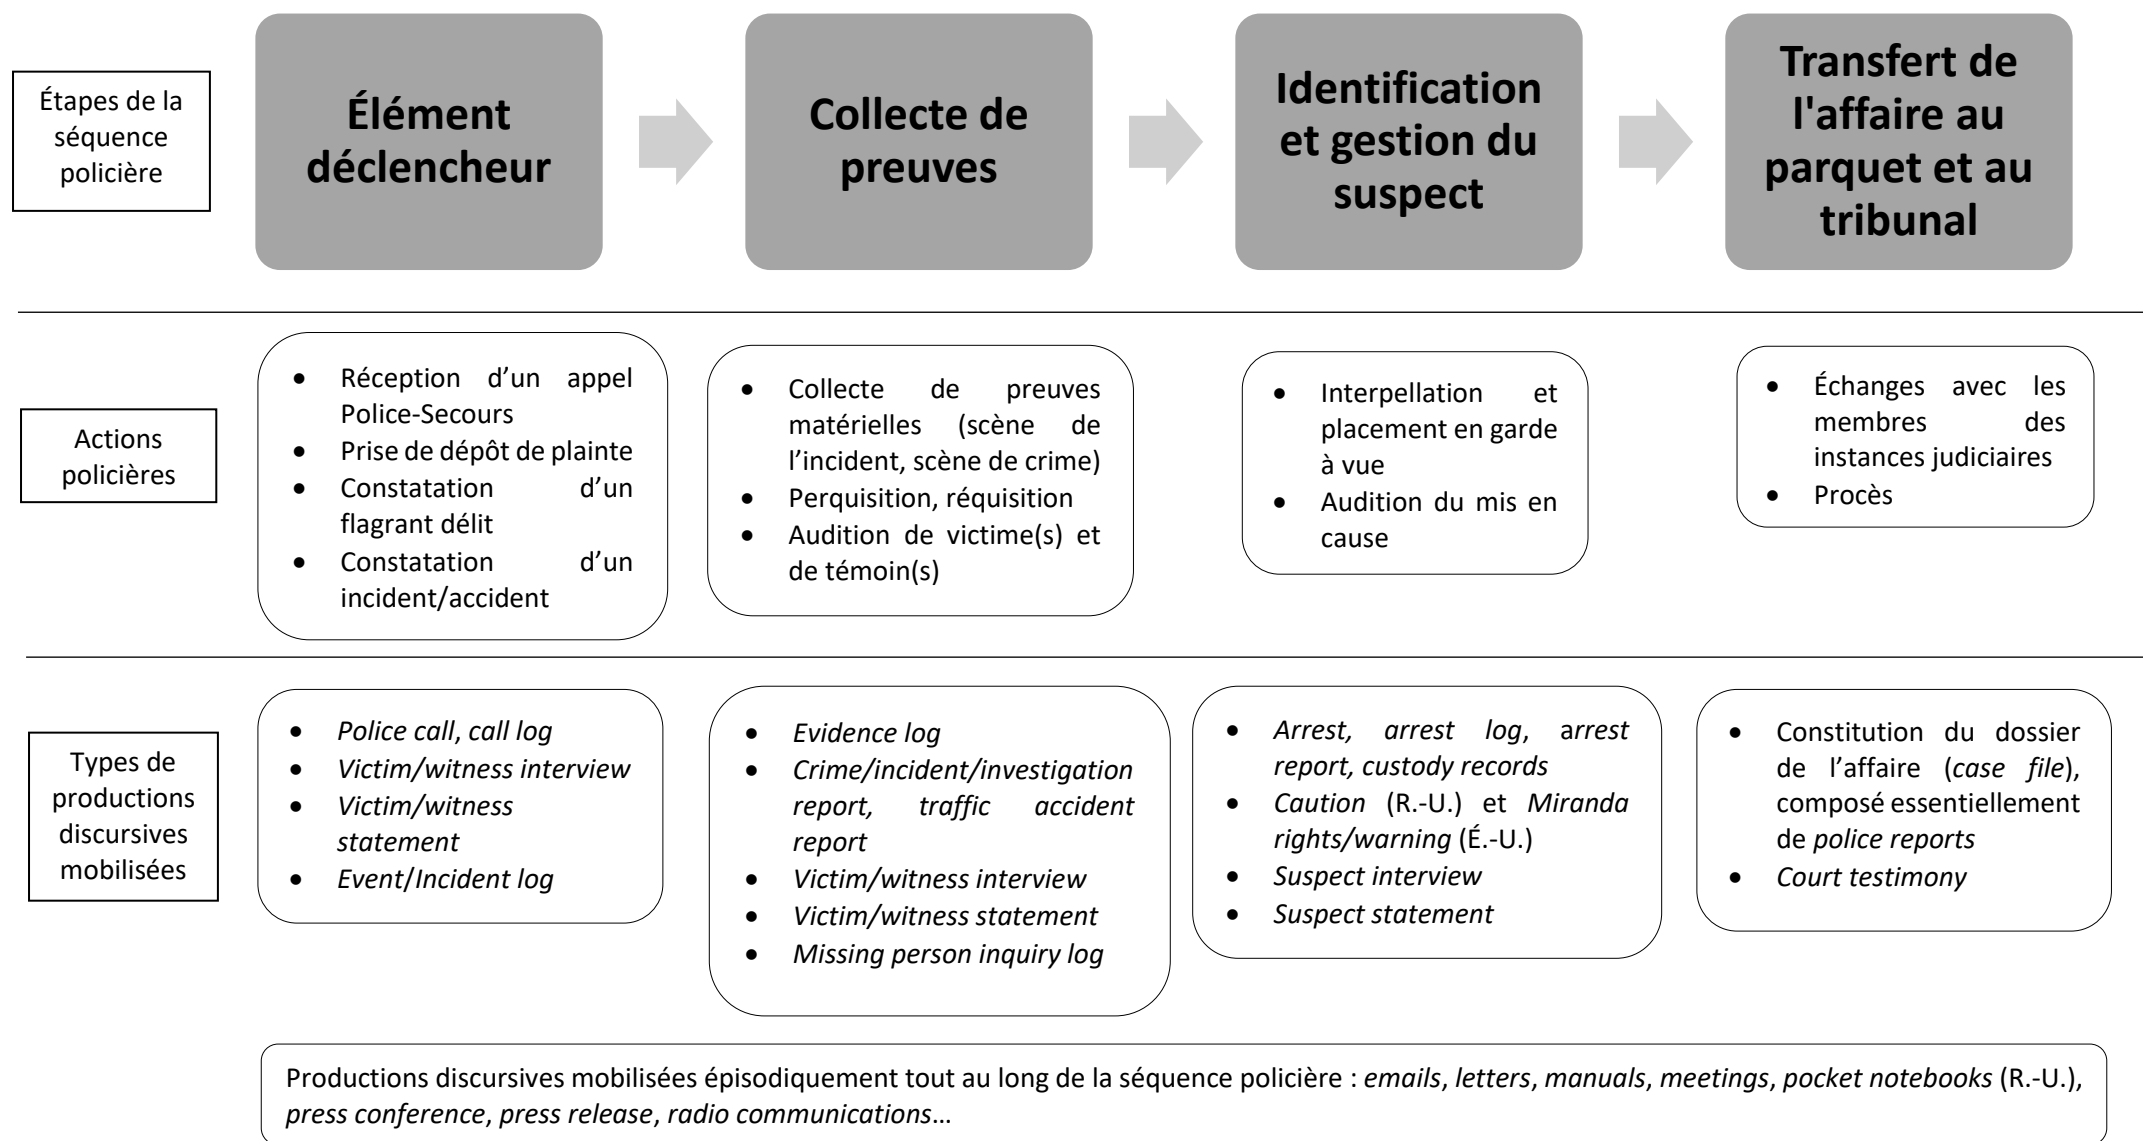 Étapes de la
séquence
policière
Élément
déclencheur
Collecte de
preuves
Identification
et gestion du
suspect
Transfert de
l'affaire au
parquet et au
tribunal
Actions
policières
• Réception d’un appel
Police-Secours
• Prise de dépôt de plainte
• Constatation d’un
flagrant délit
• Constatation d’un
incident/accident
• Collecte de preuves
matérielles (scène de
l’incident, scène de crime)
• Perquisition, réquisition
• Audition de victime(s) et
de témoin(s)
• Interpellation et
placement en garde
à vue
• Audition du mis en
cause
• Échanges avec les
membres des
instances judiciaires
• Procès
Types de
productions
discursives
mobilisées
• Police call, call log
• Victim/witness interview
• Victim/witness
statement
• Event/Incident log
• Evidence log
• Crime/incident/investigation
report, traffic accident
report
• Victim/witness interview
• Victim/witness statement
• Missing person inquiry log
• Arrest, arrest log, arrest
report, custody records
• Caution (R.-U.) et Miranda
rights/warning (É.-U.)
• Suspect interview
• Suspect statement
• Constitution du dossier
de l’affaire (case file),
composé essentiellement
de police reports
• Court testimony
Productions discursives mobilisées épisodiquement tout au long de la séquence policière : emails, letters, manuals, meetings, pocket notebooks (R.-U.),
press conference, press release, radio communications…